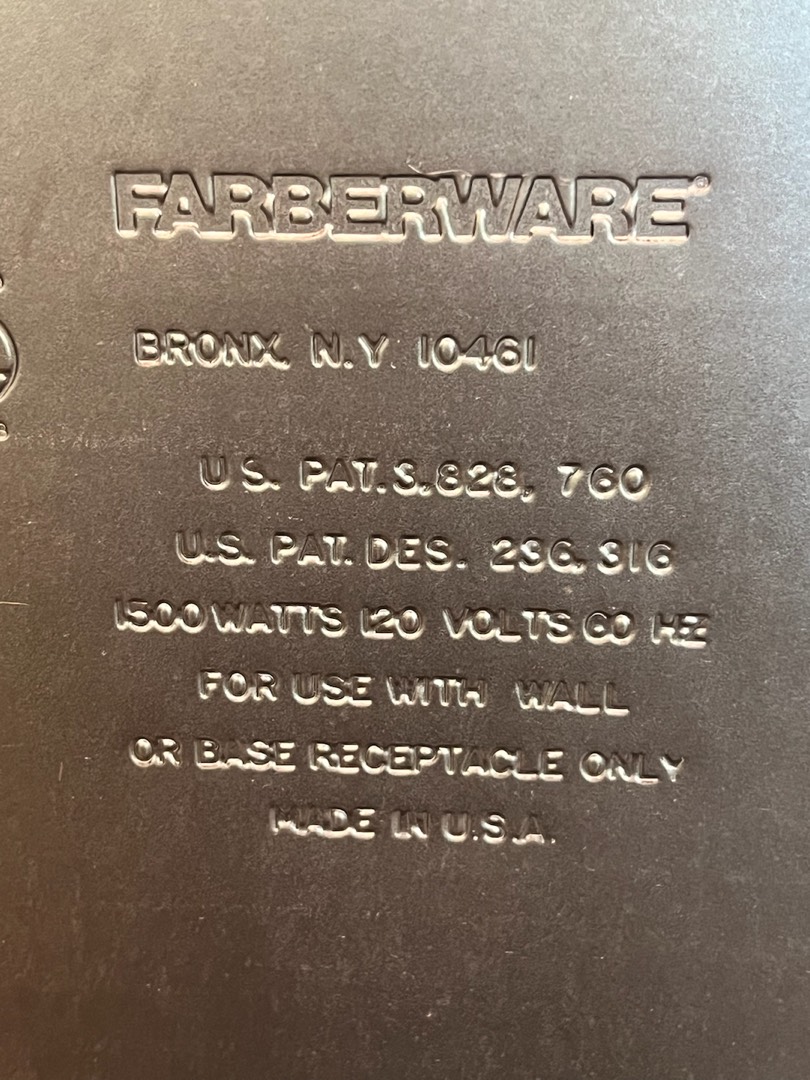 FARBERWARE®
BRONX, N.Y. 10461
U.S. PAT. 3,828,760
U.S. PAT. DES. 236,316
1500 WATTS 120 VOLTS 60 HZ
FOR USE WITH WALL
OR BASE RECEPTACLE ONLY
MADE IN U.S.A.